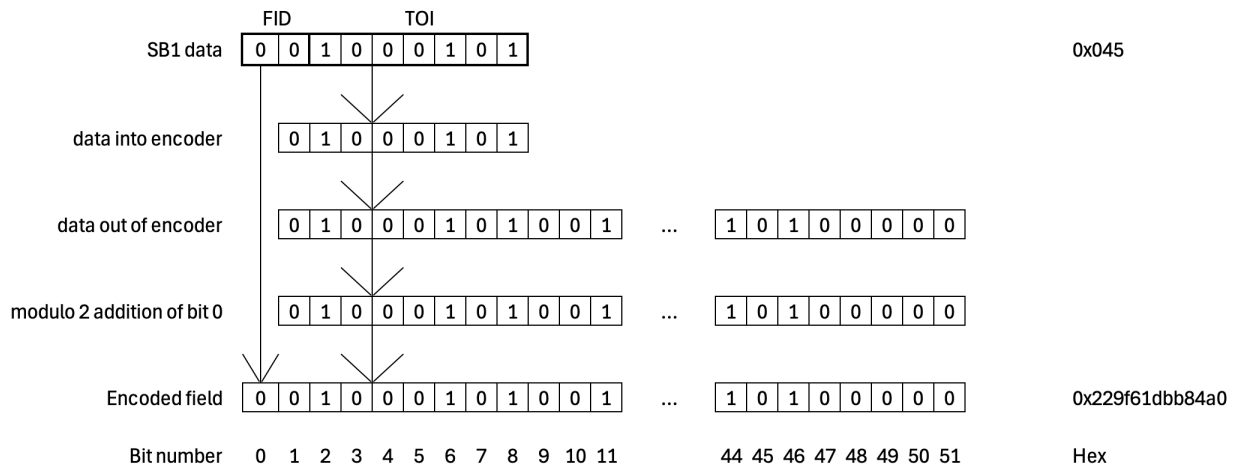 FID TOI
SB1 data 0 0 1 0 0 0 1 0 1 0x045
data into encoder 0 1 0 0 0 1 0 1
data out of encoder 0 1 0 0 0 1 0 1 0 0 1 ... 1 0 1 0 0 0 0 0
modulo 2 addition of bit 0 0 1 0 0 0 1 0 1 0 0 1 ... 1 0 1 0 0 0 0 0
Encoded field 0 0 1 0 0 0 1 0 1 0 0 1 ... 1 0 1 0 0 0 0 0 0x229f61dbb84a0
Bit number 0 1 2 3 4 5 6 7 8 9 10 11 44 45 46 47 48 49 50 51 Hex